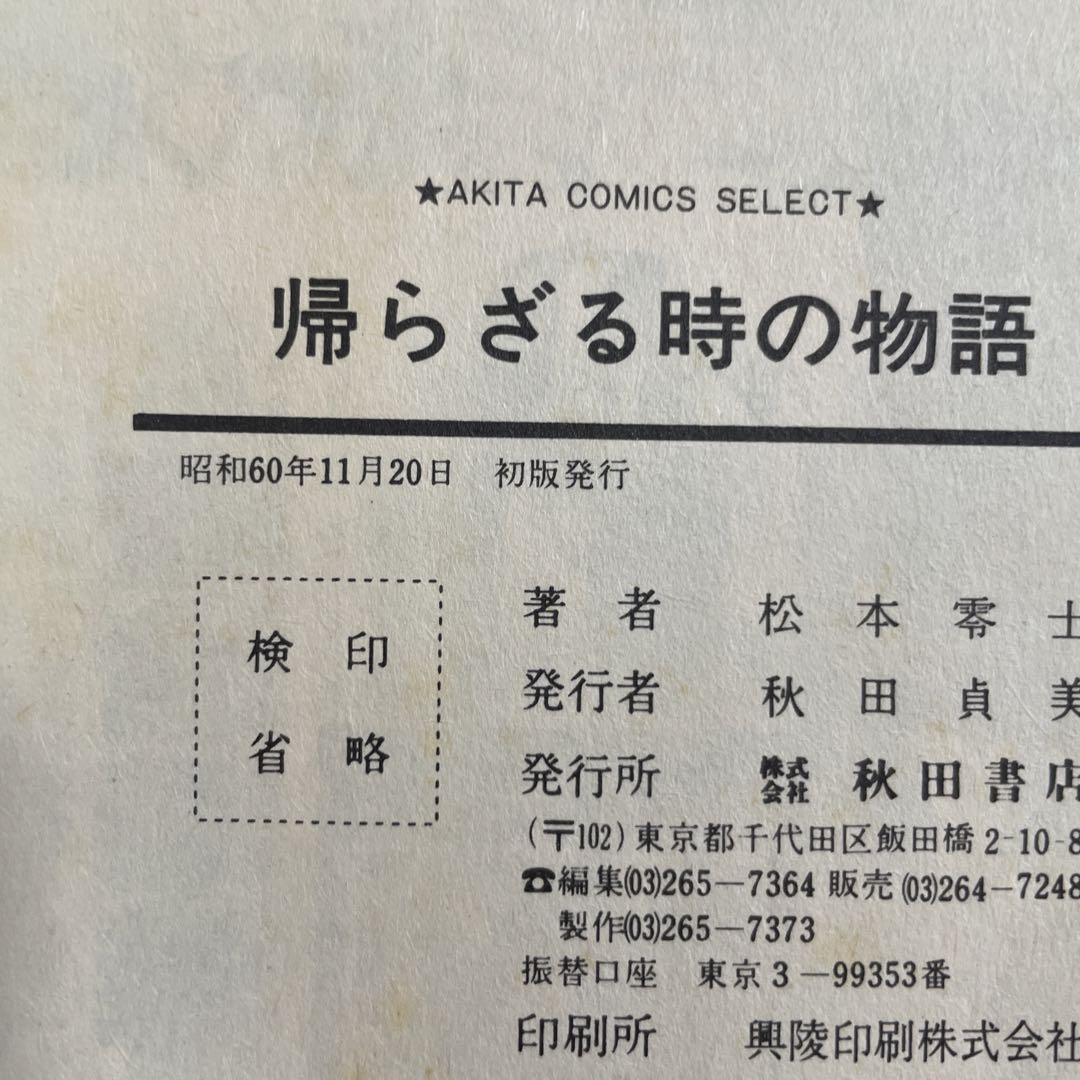 ★AKITA COMICS SELECT★
帰らざる時の物語
昭和60年11月20日 初版発行
検印
省略
著者 松本零士
発行者 秋田貞美
発行所 株式会社 秋田書店
(〒102)東京都千代田区飯田橋2-10-8
☎編集(03)265—7364 販売(03)264—7248
製作(03)265—7373
振替口座 東京3—99353番
印刷所 興陵印刷株式会社